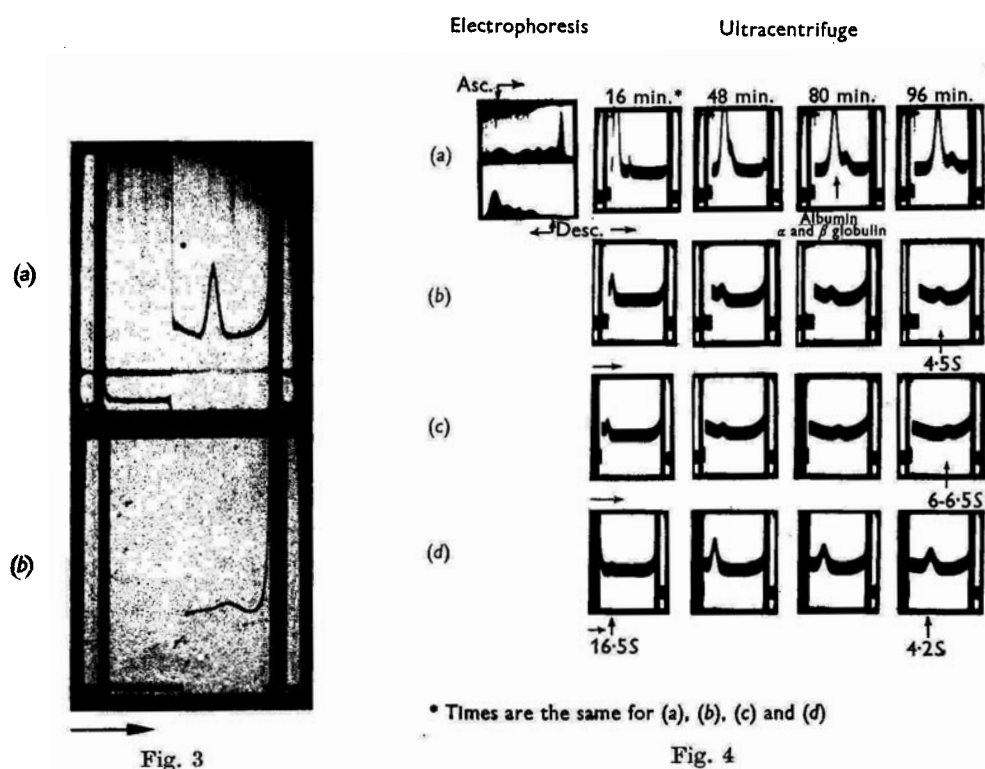 Electrophoresis Ultracentrifuge
Asc. 16 min.* 48 min. 80 min. 96 min.
(a)
Desc.
Albumin
α and β globulin
(b)
4·5S
(c)
6-6·5S
(d)
16·5S 4·2S
* Times are the same for (a), (b), (c) and (d)
Fig. 4
(a)
(b)
Fig. 3